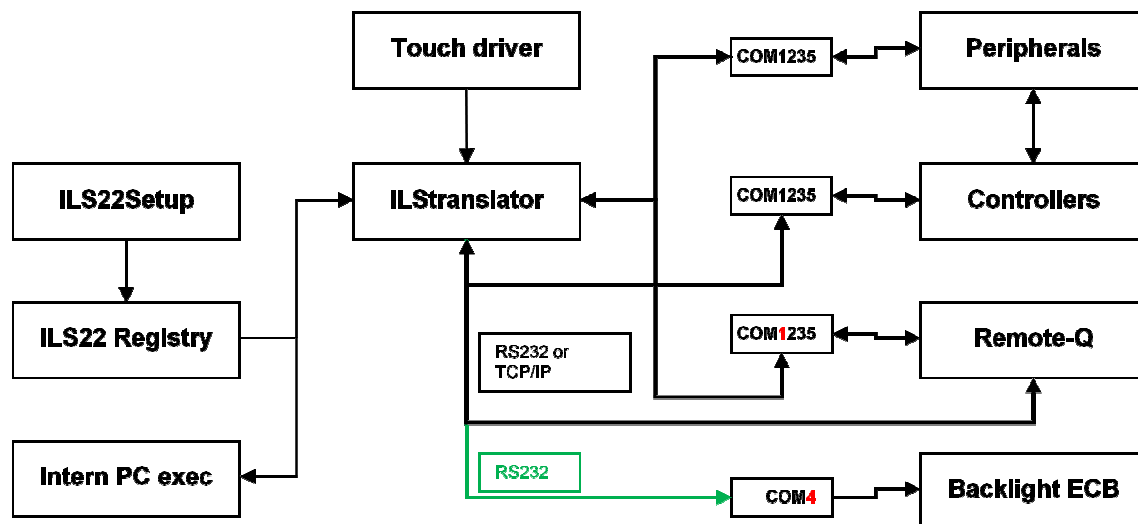 Touch driver
COM1235
Peripherals
ILS22Setup
ILStranslator
COM1235
Controllers
ILS22 Registry
RS232 or
TCP/IP
COM1235
Remote-Q
Intern PC exec
RS232
COM4
Backlight ECB